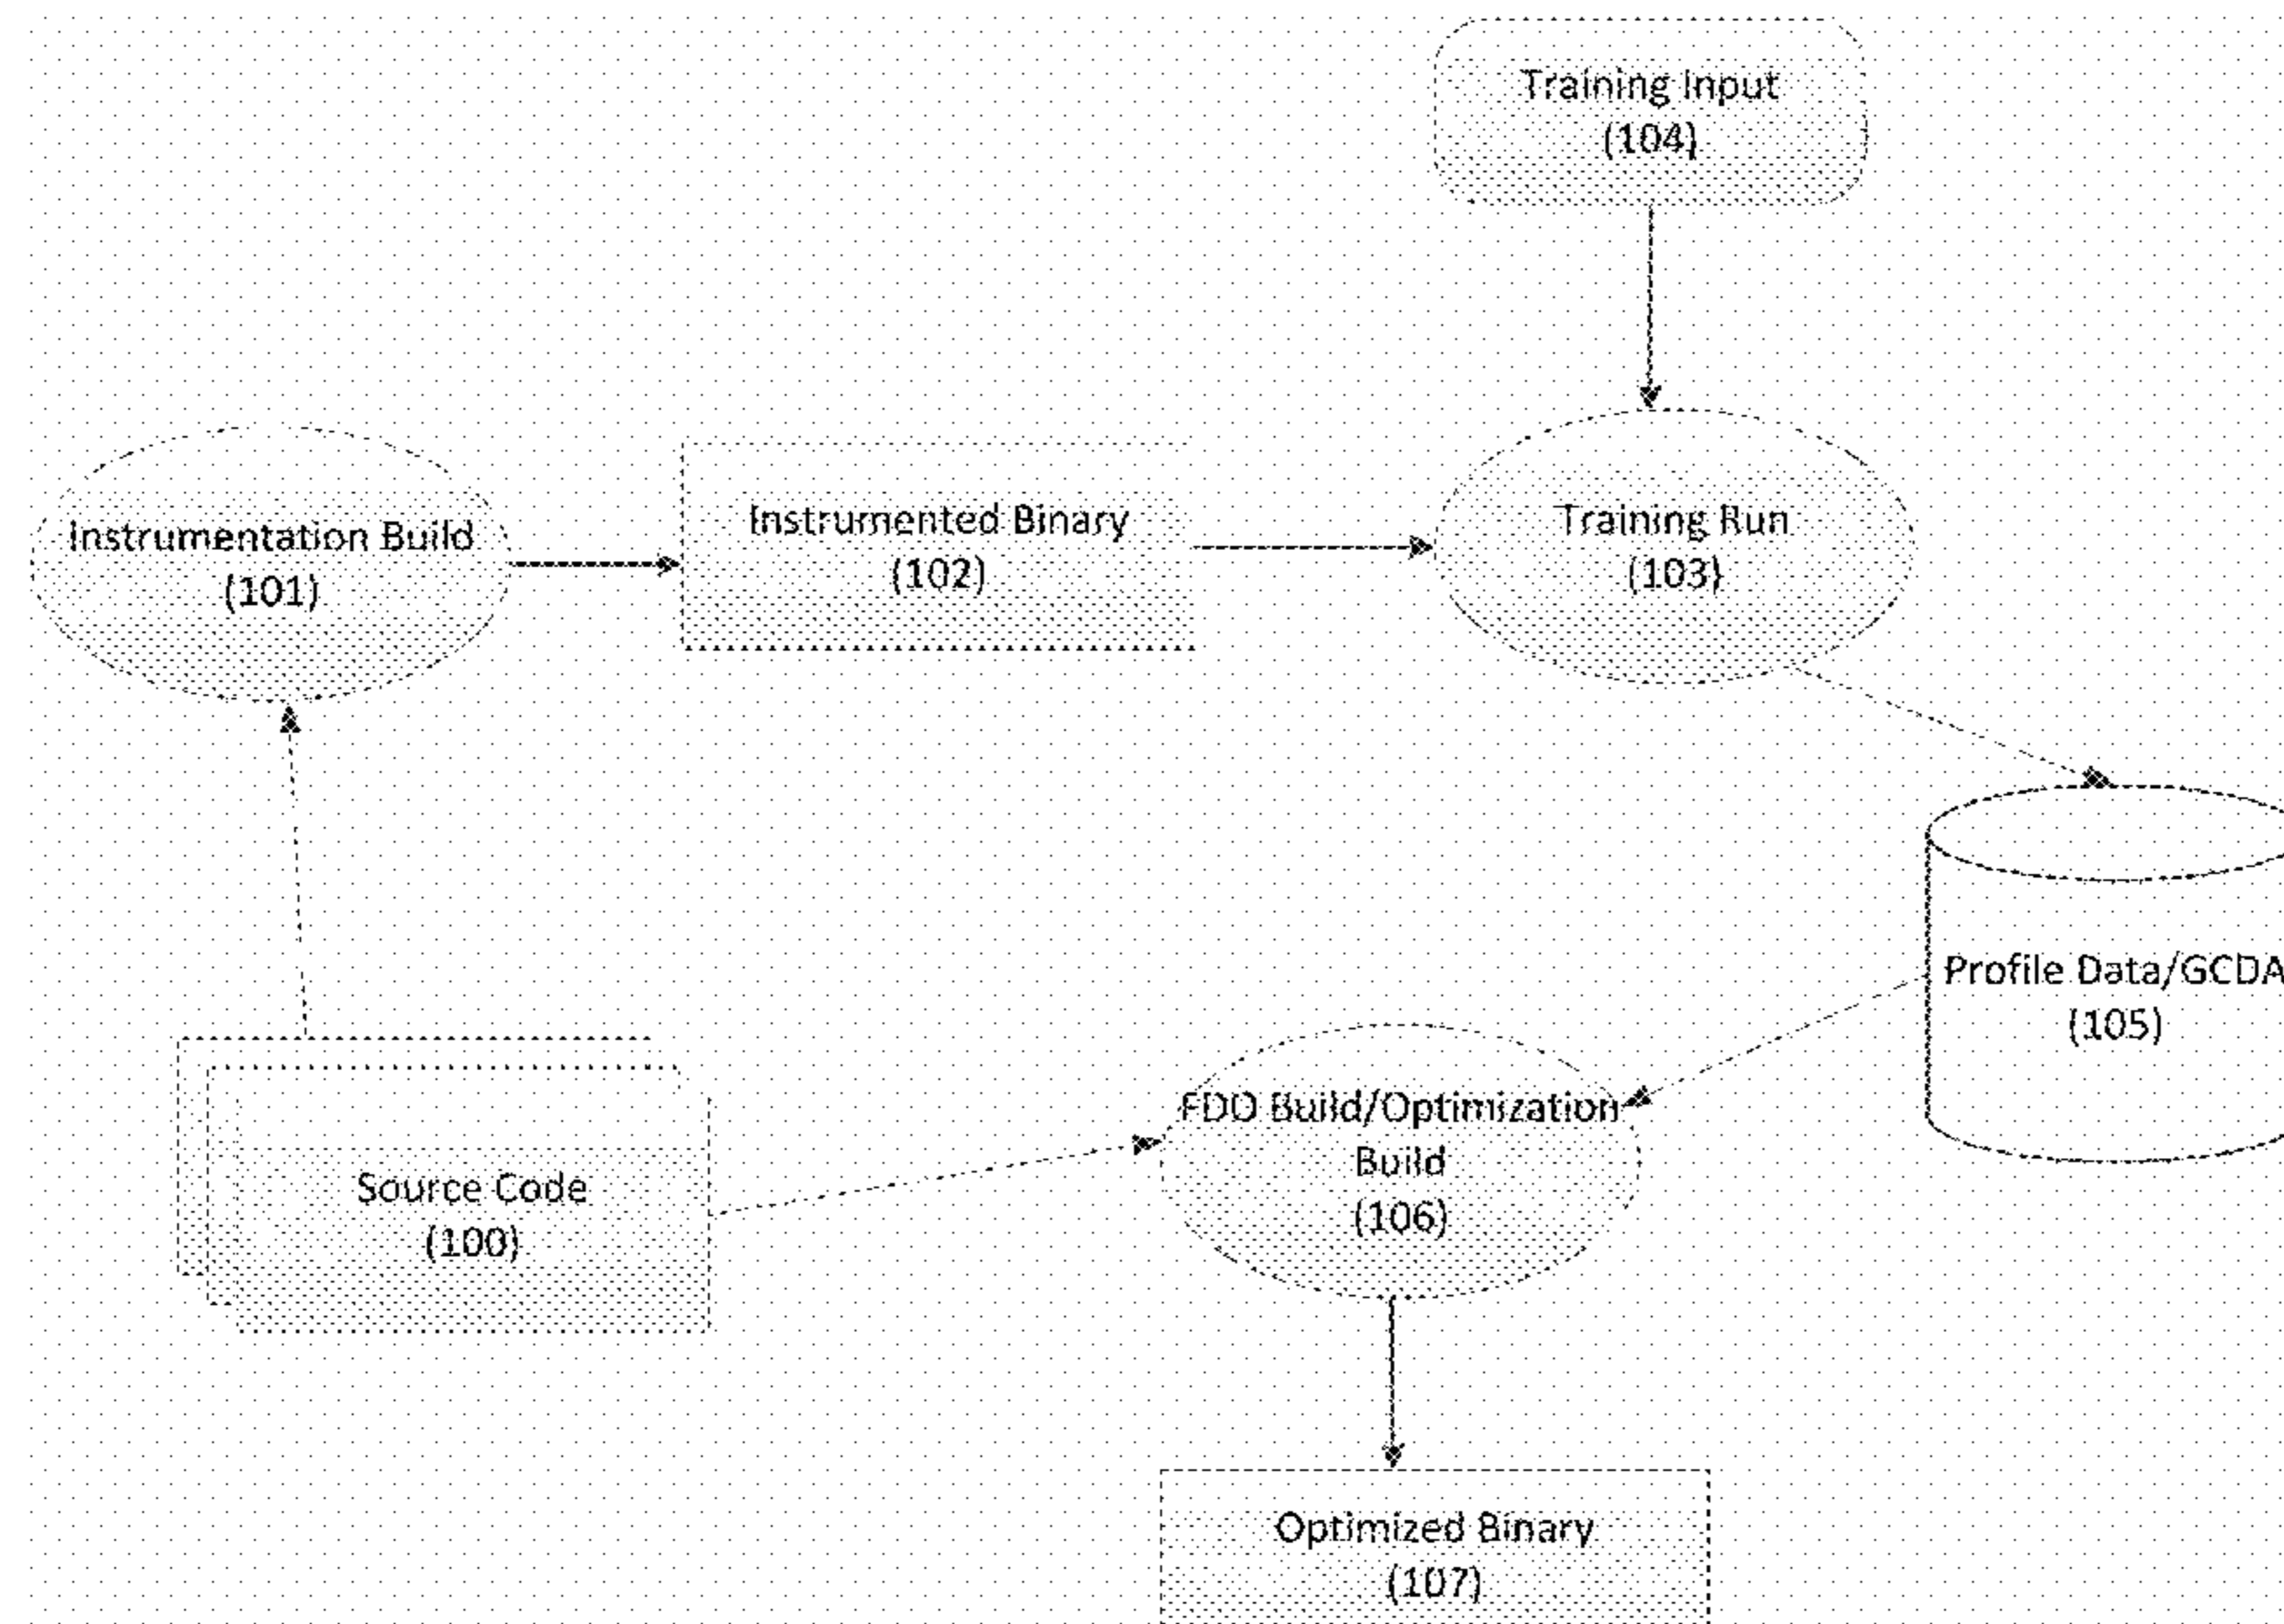 Training Input
(104)
Instrumentation Build
(101)
Instrumented Binary
(102)
Training Run
(103)
Profile Data/GCDA
(105)
FDO Build/Optimization
Build
(106)
Source Code
(100)
Optimized Binary
(107)